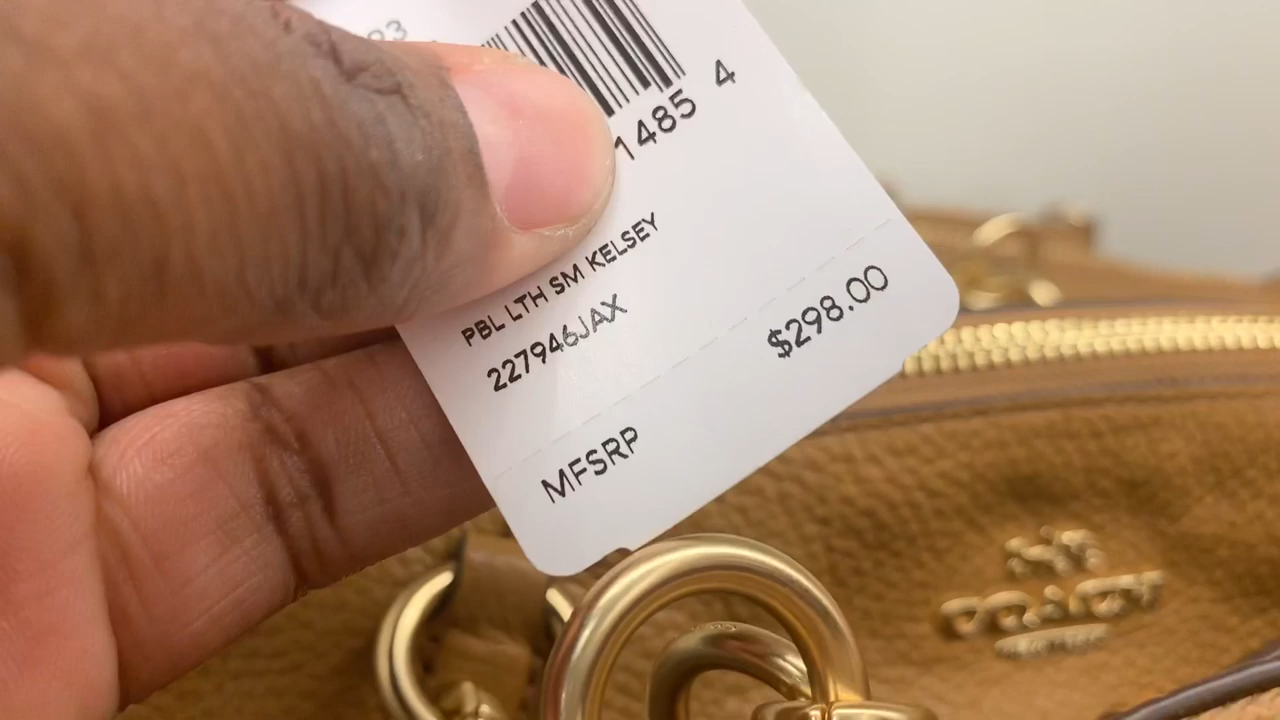 1485 4
PBL LTH SM KELSEY
227946JAX
$298.00
MFSRP